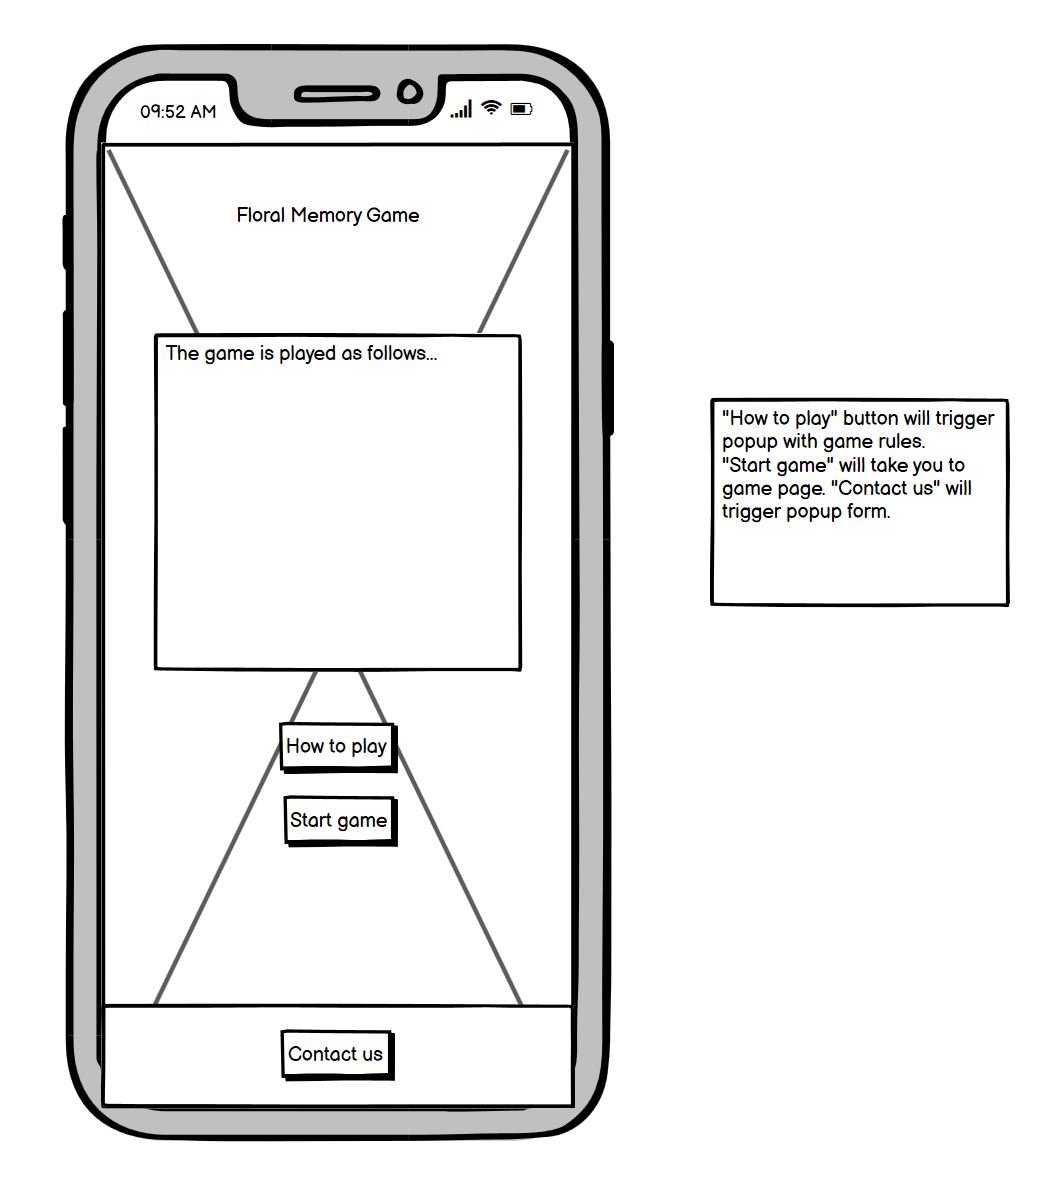 09:52 AM
Floral Memory Game
The game is played as follows...
How to play
Start game
Contact us
"How to play" button will trigger
popup with game rules.
"Start game" will take you to
game page. "Contact us" will
trigger popup form.